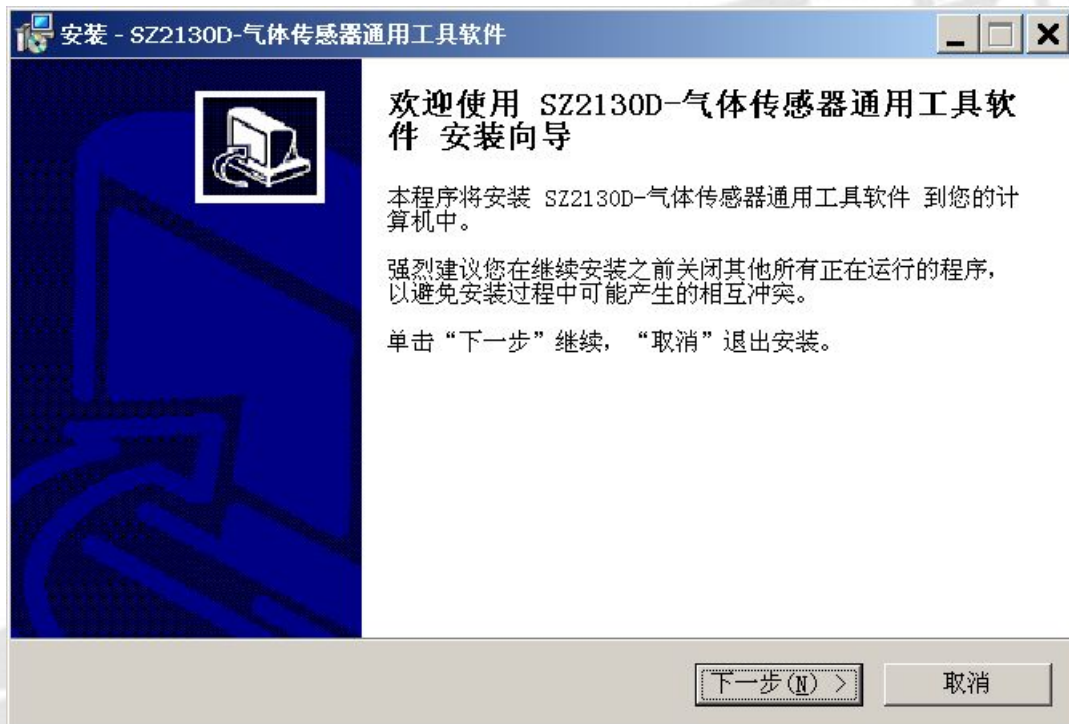 安装 - SZ2130D-气体传感器通用工具软件
欢迎使用 SZ2130D-气体传感器通用工具软
件 安装向导
本程序将安装 SZ2130D-气体传感器通用工具软件 到您的计
算机中。
强烈建议您在继续安装之前关闭其他所有正在运行的程序，
以避免安装过程中可能产生的相互冲突。
单击“下一步”继续，“取消”退出安装。
下一步(N) >
取消